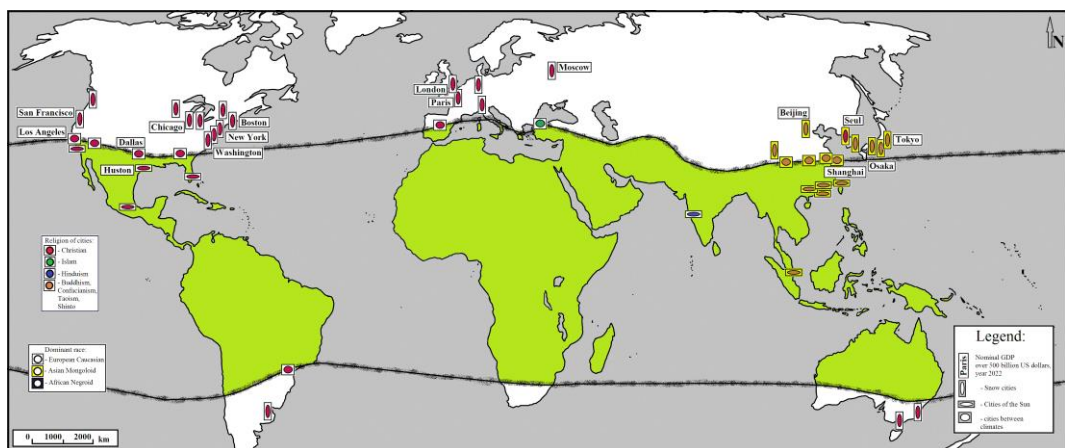 N
Moscow
London
Paris
San Francisco
Los Angeles
Dallas
Huston
Chicago
Boston
New York
Washington
Beijing
Seul
Tokyo
Osaka
Shanghai
Religion of cities:
- Christian
- Islam
- Hinduism
- Buddhism,
Confucianism,
Taoism,
Shinto
Dominant race:
- European Caucasian
- Asian Mongoloid
- African Negroid
0 1000 2000 km
Legend:
Paris
Nominal GDP
over 500 billion US dollars,
year 2022
- Snow cities
- Cities of the Sun
- cities between
climates